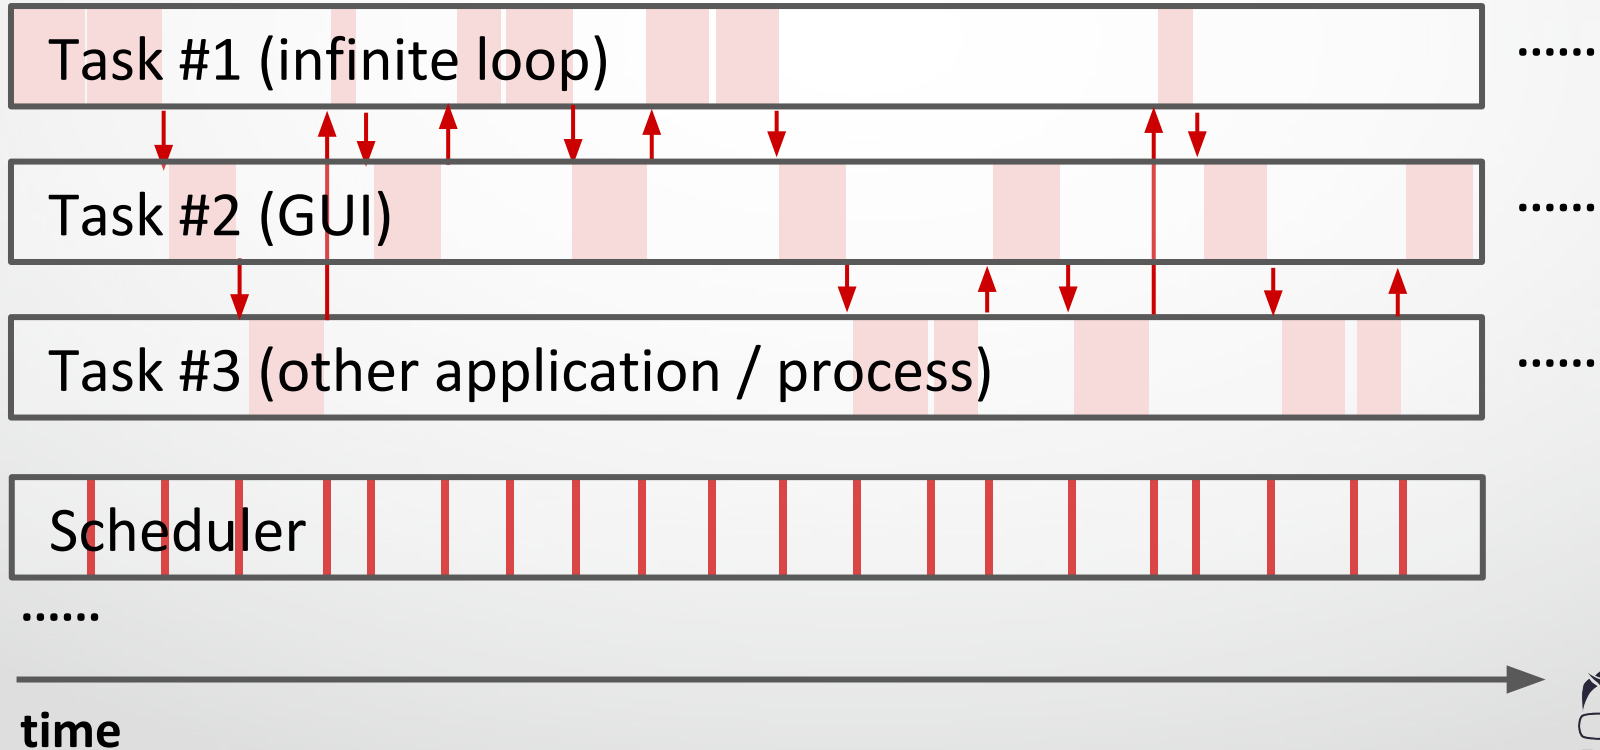 Task #1 (infinite loop)
......
Task #2 (GUI)
......
Task #3 (other application / process)
......
Scheduler
......
time